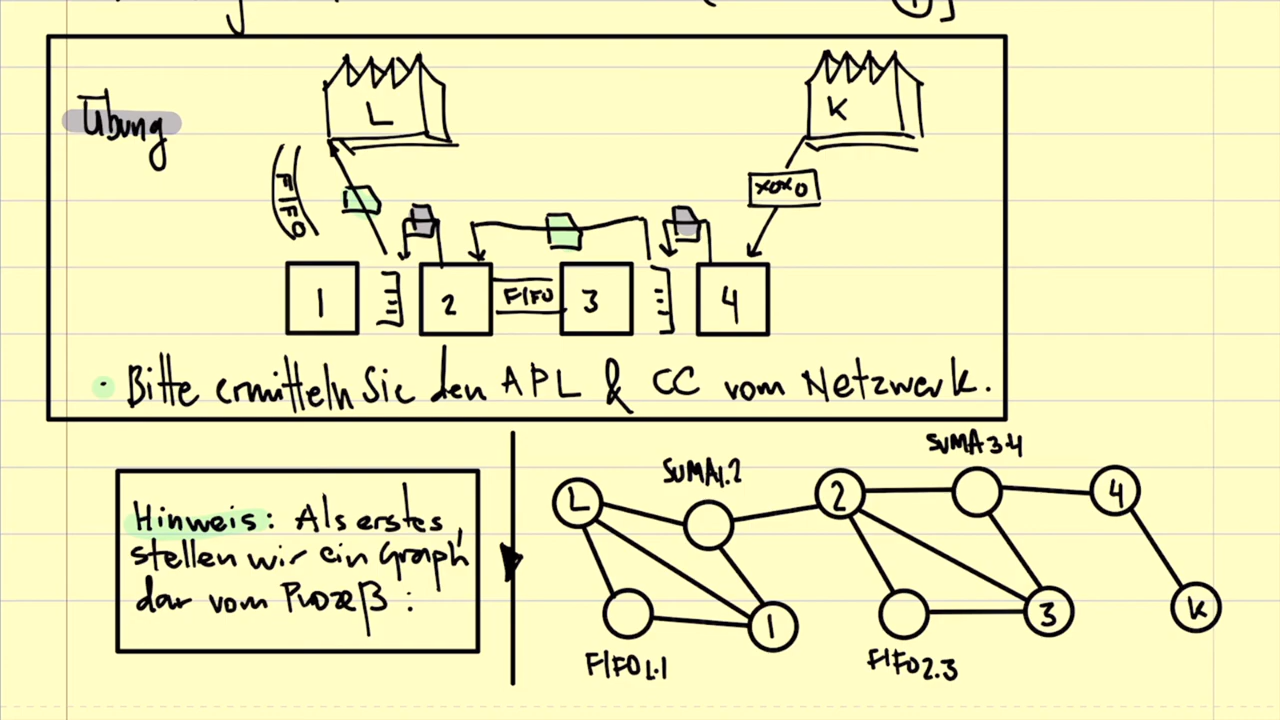 Übung
L
K
FIFO
XOXO
1
2
FIFO
3
4
· Bitte ermitteln Sie den APL & CC vom Netzwerk.
Hinweis: Als erstes,
stellen wir ein Graph
dar vom Prozeß :
SUMA1.2
SUMA3.4
L
2
4
1
3
K
FIFOL.1
FIFO2.3